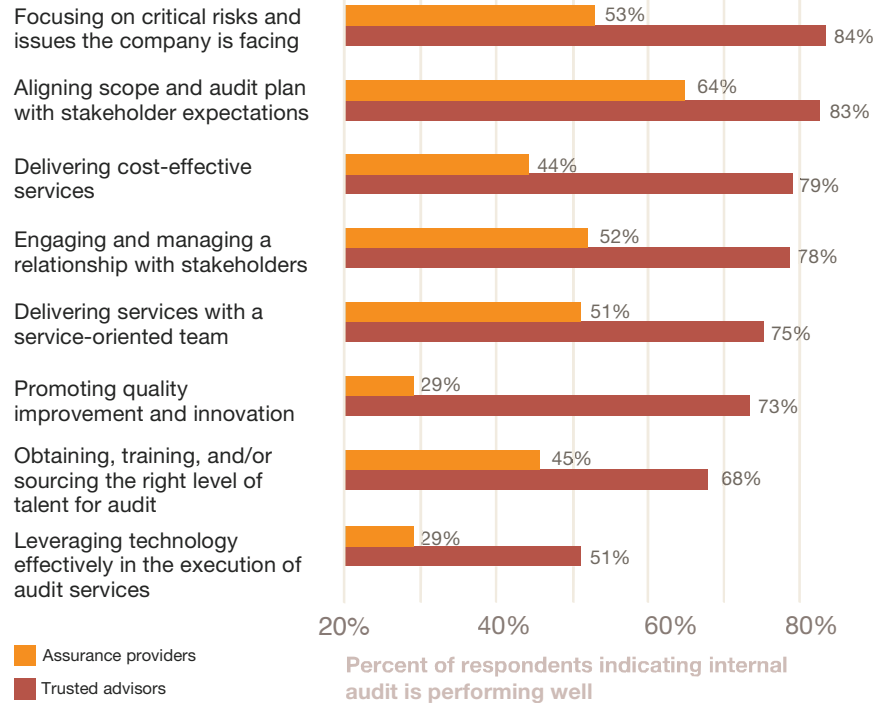 Focusing on critical risks and
issues the company is facing
53%
84%
Aligning scope and audit plan
with stakeholder expectations
64%
83%
Delivering cost-effective
services
44%
79%
Engaging and managing a
relationship with stakeholders
52%
78%
Delivering services with a
service-oriented team
51%
75%
Promoting quality
improvement and innovation
29%
73%
Obtaining, training, and/or
sourcing the right level of
talent for audit
45%
68%
Leveraging technology
effectively in the execution of
audit services
29%
51%
20% 40% 60% 80%
Assurance providers
Trusted advisors
Percent of respondents indicating internal
audit is performing well